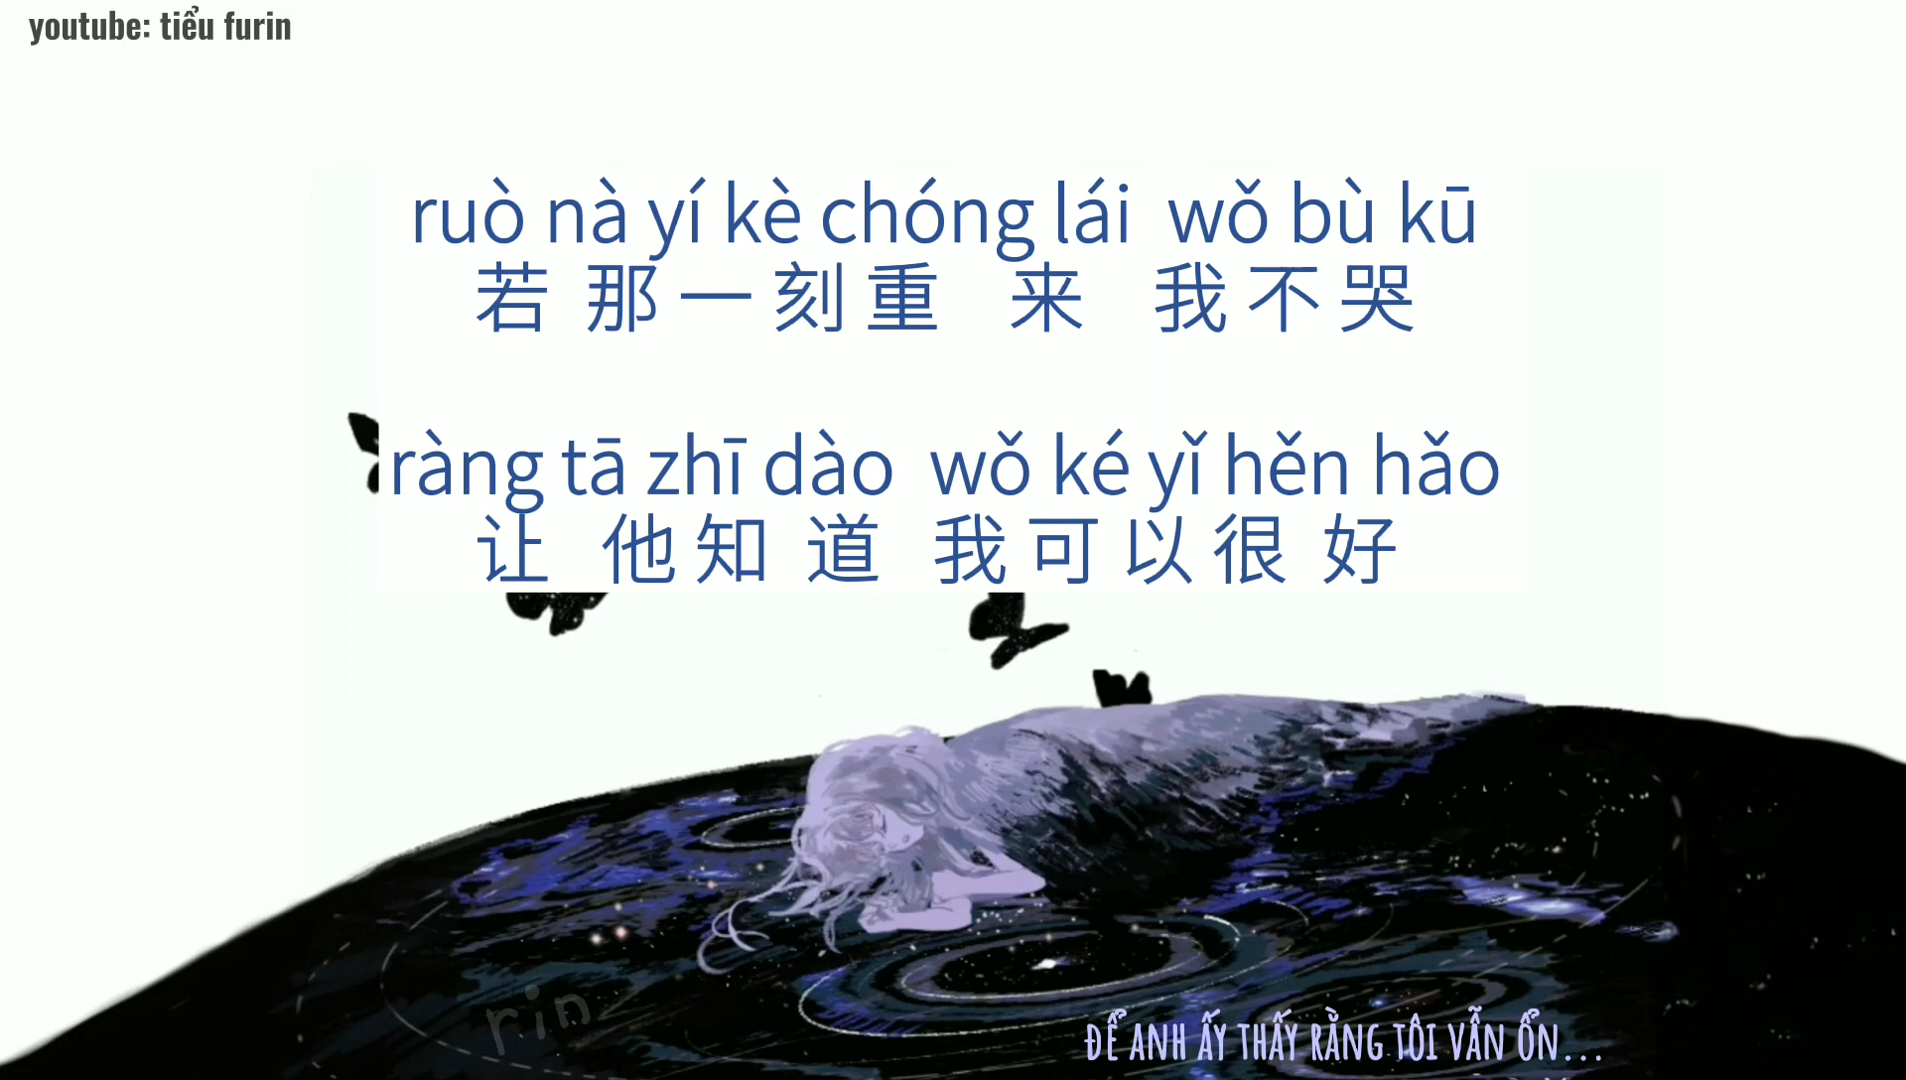 youtube: tiểu furin
ruò nà yí kè chóng lái wǒ bù kū
若那一刻重来 我不哭
ràng tā zhī dào wǒ ké yǐ hěn hǎo
让他知道 我可以很好
rin
ĐỂ ANH ẤY THẤY RẰNG TÔI VẪN ỔN...